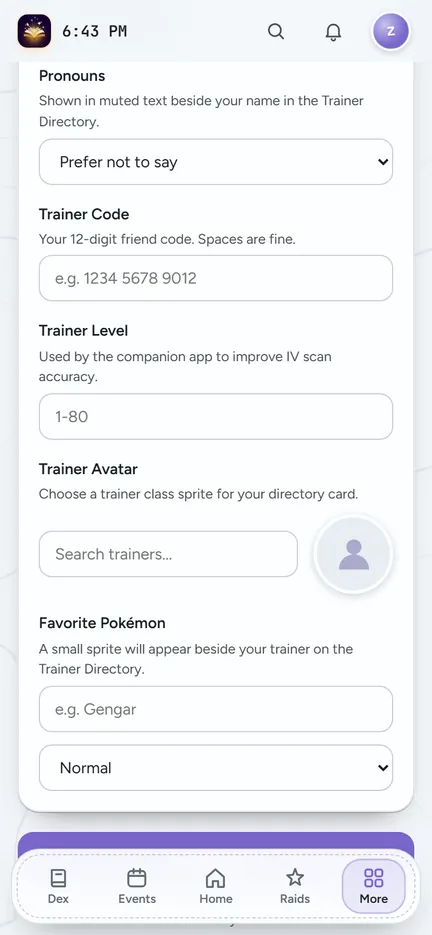 6:43 PM
Z
Pronouns
Shown in muted text beside your name in the Trainer
Directory.
Prefer not to say
Trainer Code
Your 12-digit friend code. Spaces are fine.
e.g. 1234 5678 9012
Trainer Level
Used by the companion app to improve IV scan
accuracy.
1-80
Trainer Avatar
Choose a trainer class sprite for your directory card.
Search trainers...
Favorite Pokémon
A small sprite will appear beside your trainer on the
Trainer Directory.
e.g. Gengar
Normal
Dex Events Home Raids More